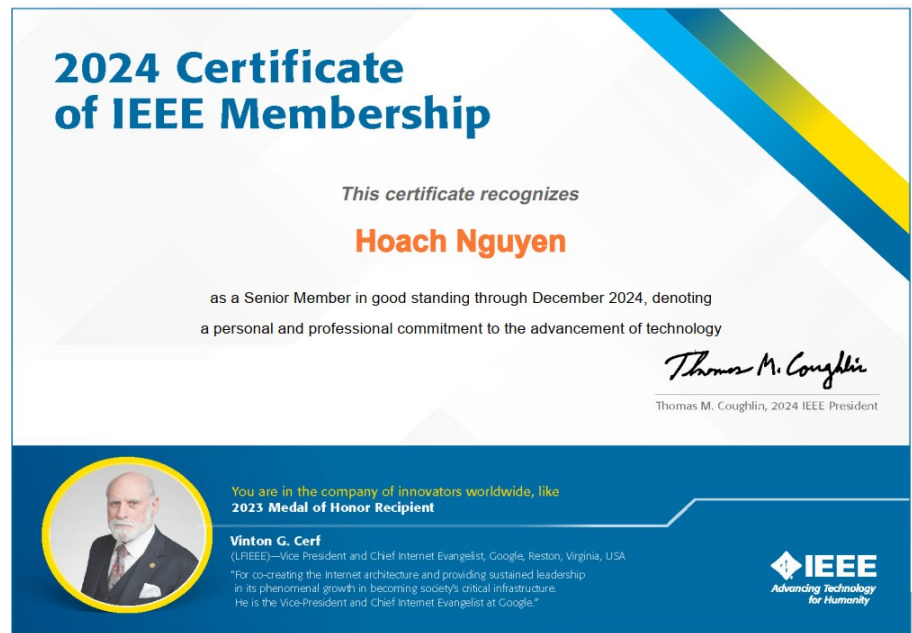 2024 Certificate
of IEEE Membership
This certificate recognizes
Hoach Nguyen
as a Senior Member in good standing through December 2024, denoting
a personal and professional commitment to the advancement of technology
Thomas M. Coughlin
Thomas M. Coughlin, 2024 IEEE President
You are in the company of innovators worldwide, like
2023 Medal of Honor Recipient
Vinton G. Cerf
(LFIEEE)—Vice President and Chief Internet Evangelist, Google, Reston, Virginia, USA
"For co-creating the Internet architecture and providing sustained leadership
in its phenomenal growth in becoming society's critical infrastructure.
He is the Vice-President and Chief Internet Evangelist at Google."
IEEE
Advancing Technology
for Humanity